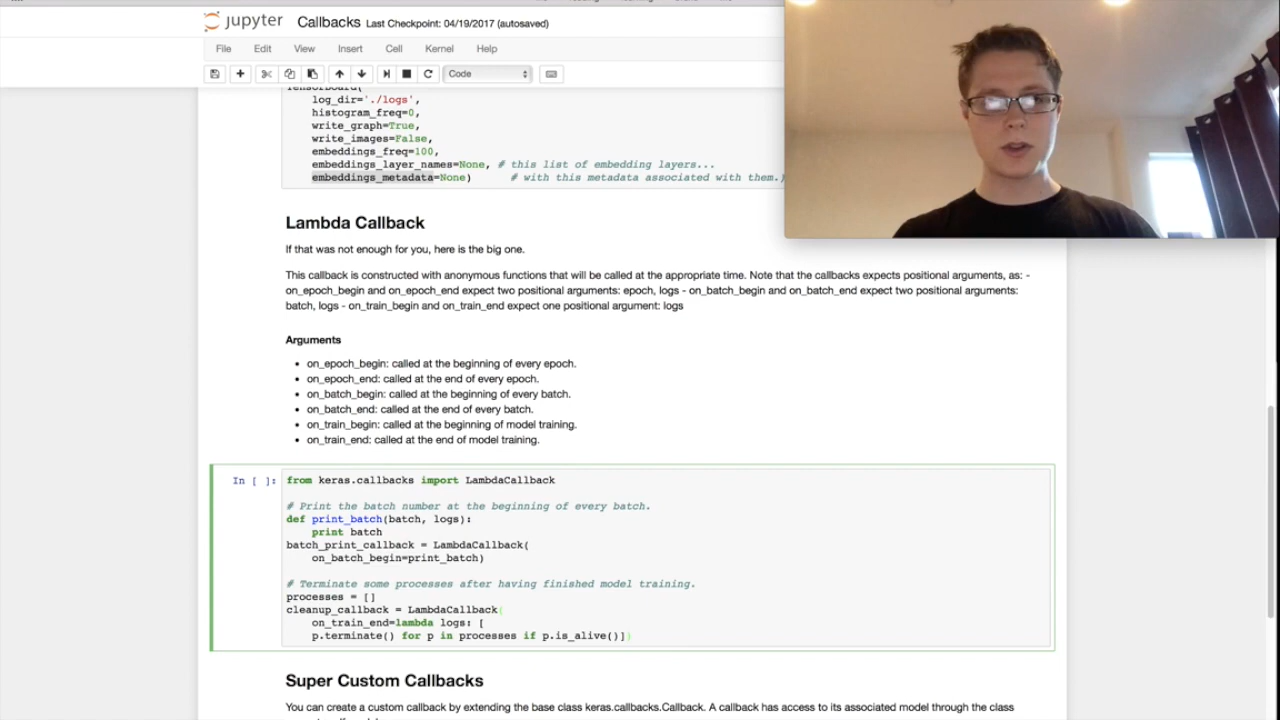 jupyter Callbacks Last Checkpoint: 04/19/2017 (autosaved)
File Edit View Insert Cell Kernel Help
Code
TensorBoard(
log_dir='./logs',
histogram_freq=0,
write_graph=True,
write_images=False,
embeddings_freq=100,
embeddings_layer_names=None, # this list of embedding layers...
embeddings_metadata=None) # with this metadata associated with them.)
Lambda Callback
If that was not enough for you, here is the big one.
This callback is constructed with anonymous functions that will be called at the appropriate time. Note that the callbacks expects positional arguments, as: -
on_epoch_begin and on_epoch_end expect two positional arguments: epoch, logs - on_batch_begin and on_batch_end expect two positional arguments:
batch, logs - on_train_begin and on_train_end expect one positional argument: logs
Arguments
• on_epoch_begin: called at the beginning of every epoch.
• on_epoch_end: called at the end of every epoch.
• on_batch_begin: called at the beginning of every batch.
• on_batch_end: called at the end of every batch.
• on_train_begin: called at the beginning of model training.
• on_train_end: called at the end of model training.
In [ ]: from keras.callbacks import LambdaCallback
# Print the batch number at the beginning of every batch.
def print_batch(batch, logs):
print batch
batch_print_callback = LambdaCallback(
on_batch_begin=print_batch)
# Terminate some processes after having finished model training.
processes = []
cleanup_callback = LambdaCallback(
on_train_end=lambda logs: [
p.terminate() for p in processes if p.is_alive()])
Super Custom Callbacks
You can create a custom callback by extending the base class keras.callbacks.Callback. A callback has access to its associated model through the class